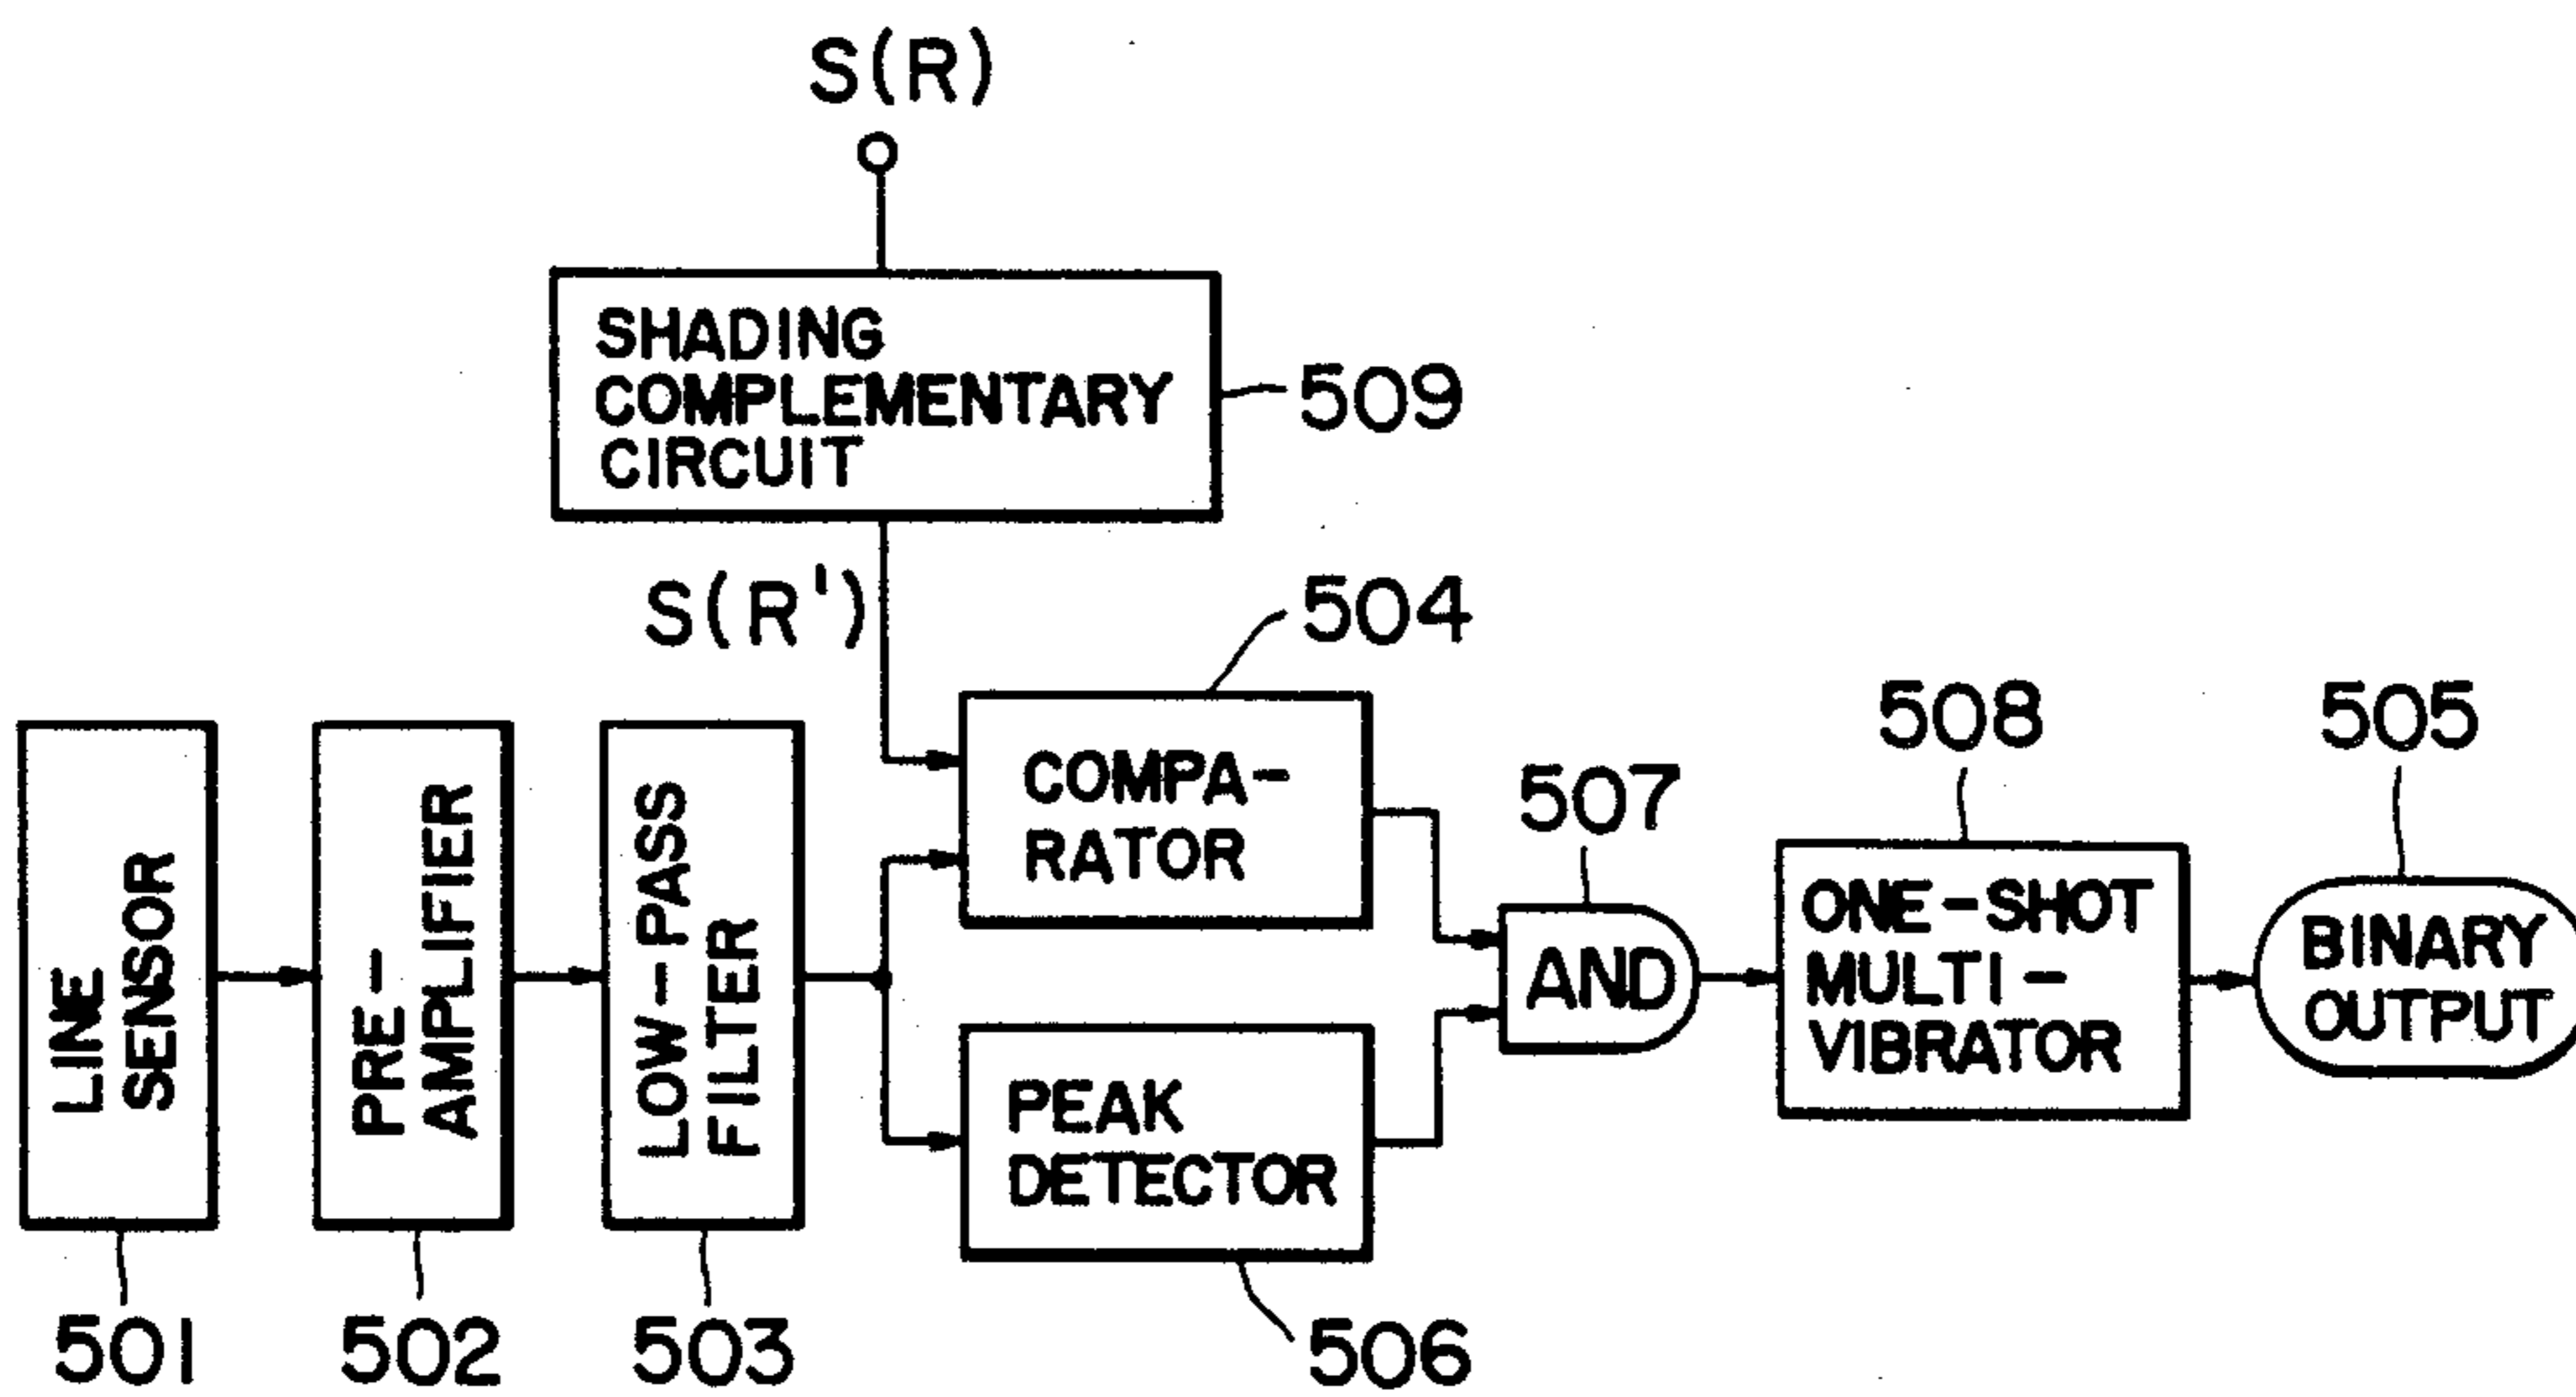 S(R)
SHADING
COMPLEMENTARY
CIRCUIT
509
S(R')
504
COMPA-
RATOR
508
505
507
LINE
SENSOR
PRE-
AMPLIFIER
LOW-PASS
FILTER
AND
ONE-SHOT
MULTI-
VIBRATOR
BINARY
OUTPUT
PEAK
DETECTOR
501
502
503
506